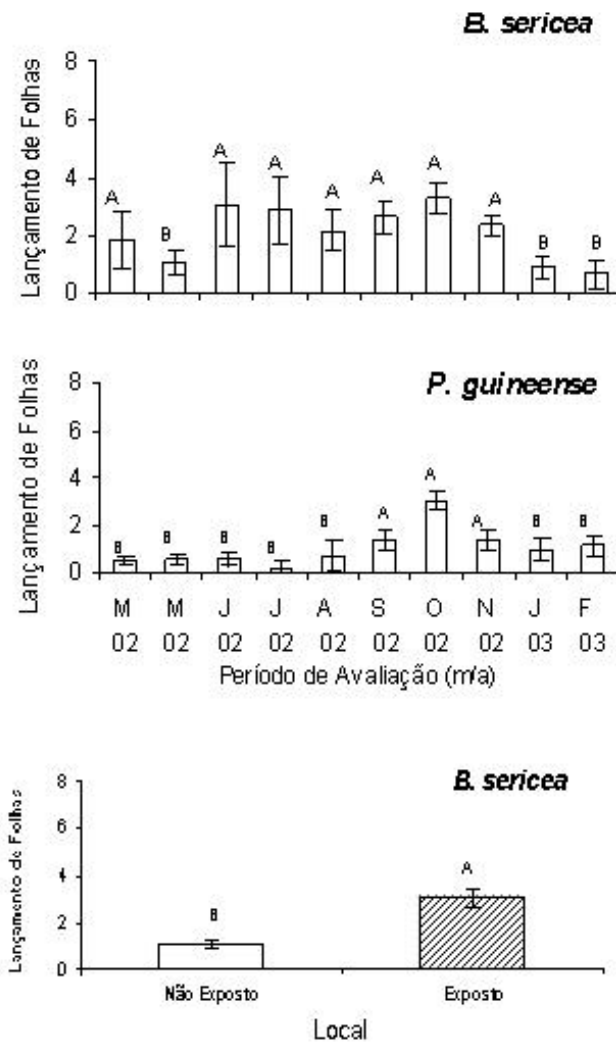 B. sericea
Lançamento de Folhas
8
6
4
2
0
A
B
A
A
A
A
A
A
B
B
P. guineense
Lançamento de Folhas
8
6
4
2
0
B
B
B
B
B
A
A
A
B
B
M M J J A S O N J F
02 02 02 02 02 02 02 02 03 03
Período de Avaliação (m/a)
B. sericea
Lançamento de Folhas
8
6
4
2
0
B
A
Não Exposto Exposto
Local